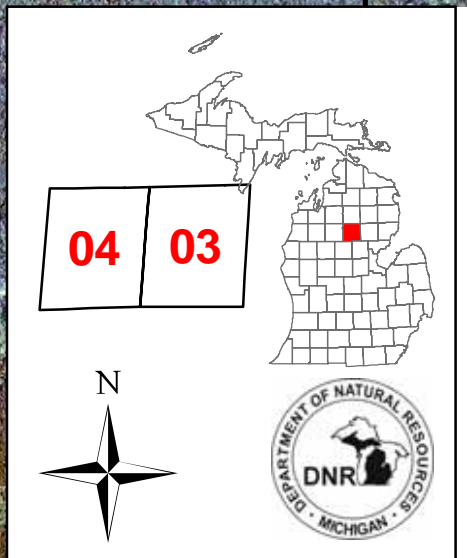 04 03
N
DEPARTMENT OF NATURAL RESOURCES
DNR
• MICHIGAN •